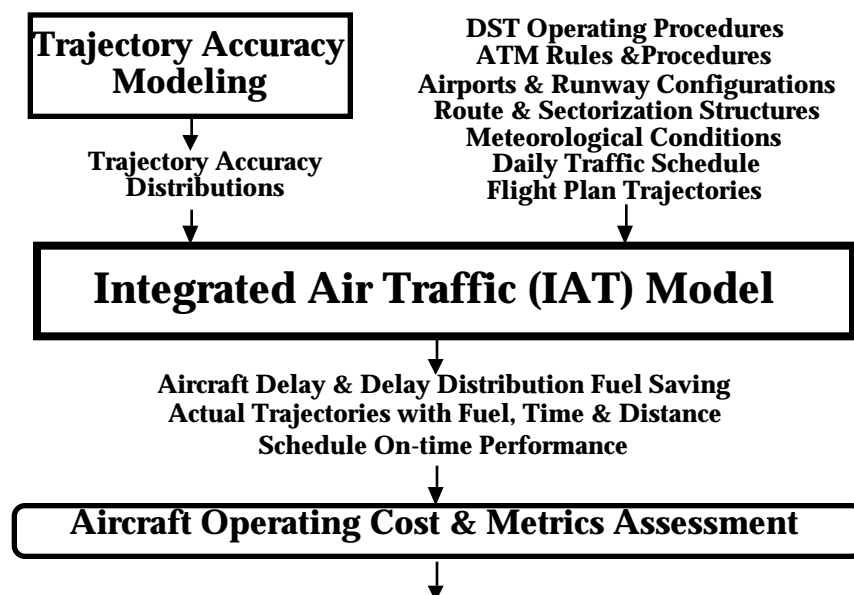 Trajectory Accuracy
Modeling
Trajectory Accuracy
Distributions
DST Operating Procedures
ATM Rules &Procedures
Airports & Runway Configurations
Route & Sectorization Structures
Meteorological Conditions
Daily Traffic Schedule
Flight Plan Trajectories
Integrated Air Traffic (IAT) Model
Aircraft Delay & Delay Distribution Fuel Saving
Actual Trajectories with Fuel, Time & Distance
Schedule On-time Performance
Aircraft Operating Cost & Metrics Assessment